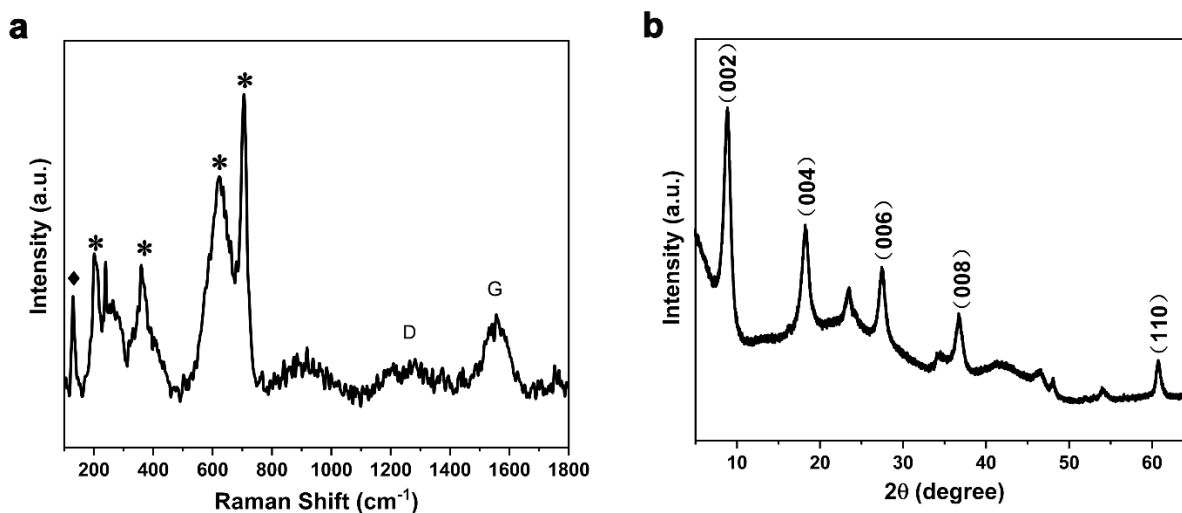 a
Intensity (a.u.)
♦
*
*
*
*
D
G
200 400 600 800 1000 1200 1400 1600 1800
Raman Shift (cm⁻¹)
b
Intensity (a.u.)
(002)
(004)
(006)
(008)
(110)
10 20 30 40 50 60
2θ (degree)